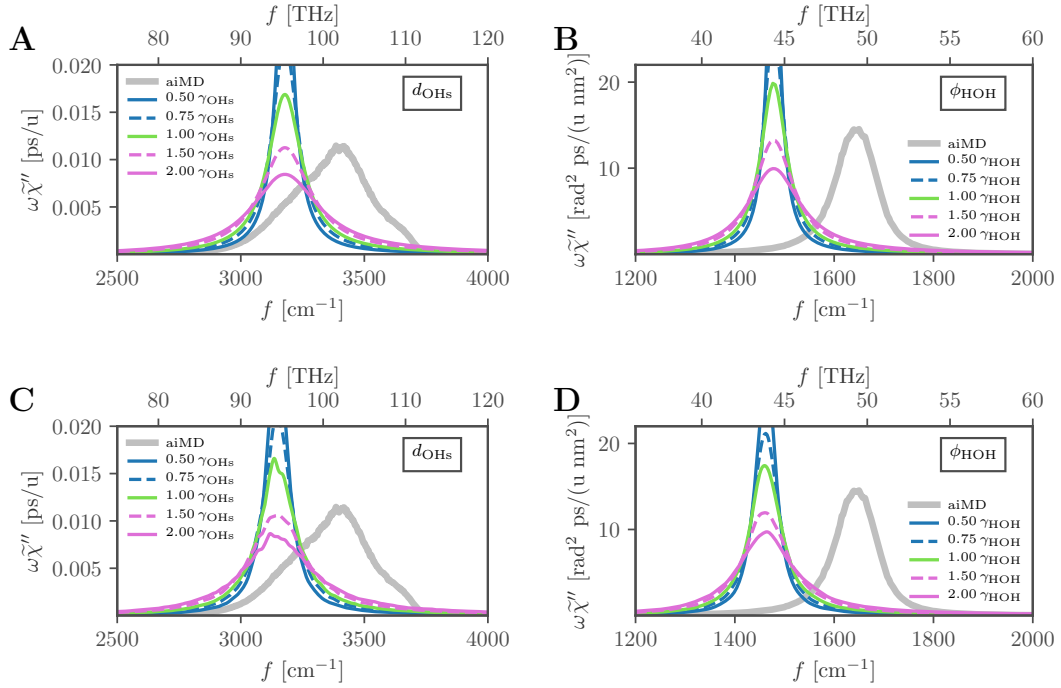 A
f [THz]
80 90 100 110 120
0.020
0.015
0.010
0.005
ωχ̃″ [ps/u]
aiMD
0.50 γOHs
0.75 γOHs
1.00 γOHs
1.50 γOHs
2.00 γOHs
dOHs
2500 3000 3500 4000
f [cm−1]
B
f [THz]
40 44 49 55 60
20
10
ωχ̃″ [rad2 ps/(u nm2)]
ϕHOH
aiMD
0.50 γHOH
0.75 γHOH
1.00 γHOH
1.50 γHOH
2.00 γHOH
1200 1400 1600 1800 2000
f [cm−1]
C
f [THz]
80 90 100 110 120
0.020
0.015
0.010
0.005
ωχ̃″ [ps/u]
aiMD
0.50 γOHs
0.75 γOHs
1.00 γOHs
1.50 γOHs
2.00 γOHs
dOHs
2500 3000 3500 4000
f [cm−1]
D
f [THz]
40 44 49 55 60
20
10
ωχ̃″ [rad2 ps/(u nm2)]
ϕHOH
aiMD
0.50 γHOH
0.75 γHOH
1.00 γHOH
1.50 γHOH
2.00 γHOH
1200 1400 1600 1800 2000
f [cm−1]